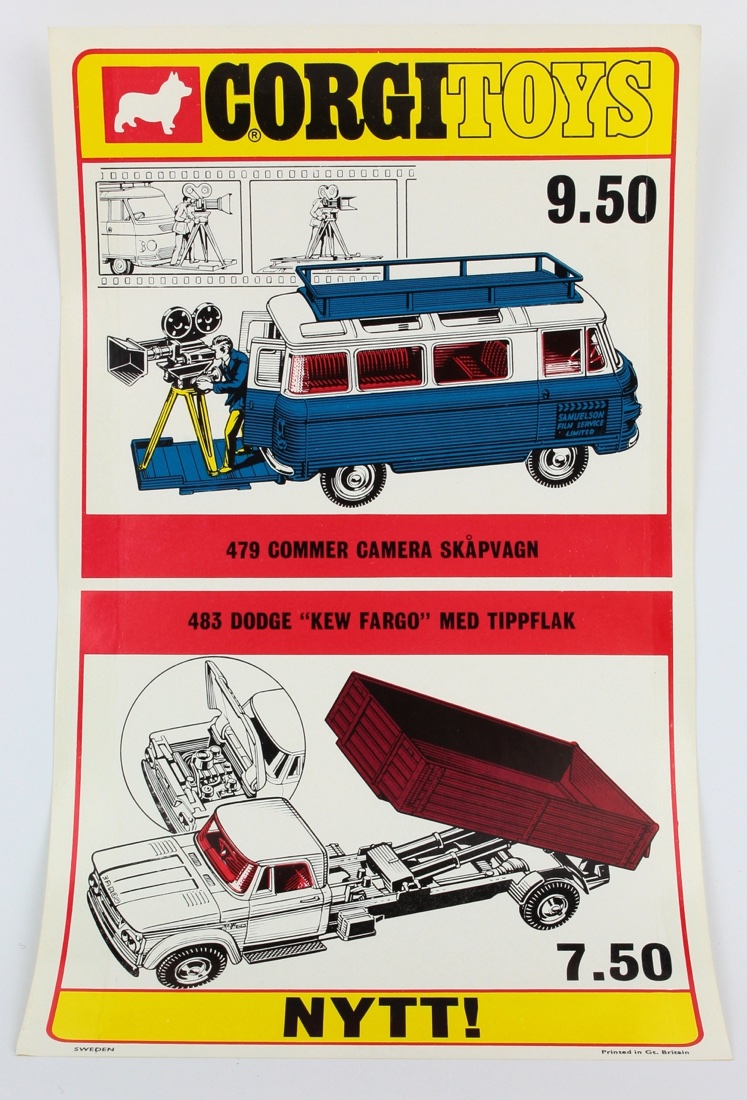 CORGI TOYS
®
9.50
SAMUELSON
FILM SERVICE
LIMITED
479 COMMER CAMERA SKÅPVAGN
483 DODGE "KEW FARGO" MED TIPPFLAK
7.50
NYTT!
SWEDEN
Printed in Gt. Britain